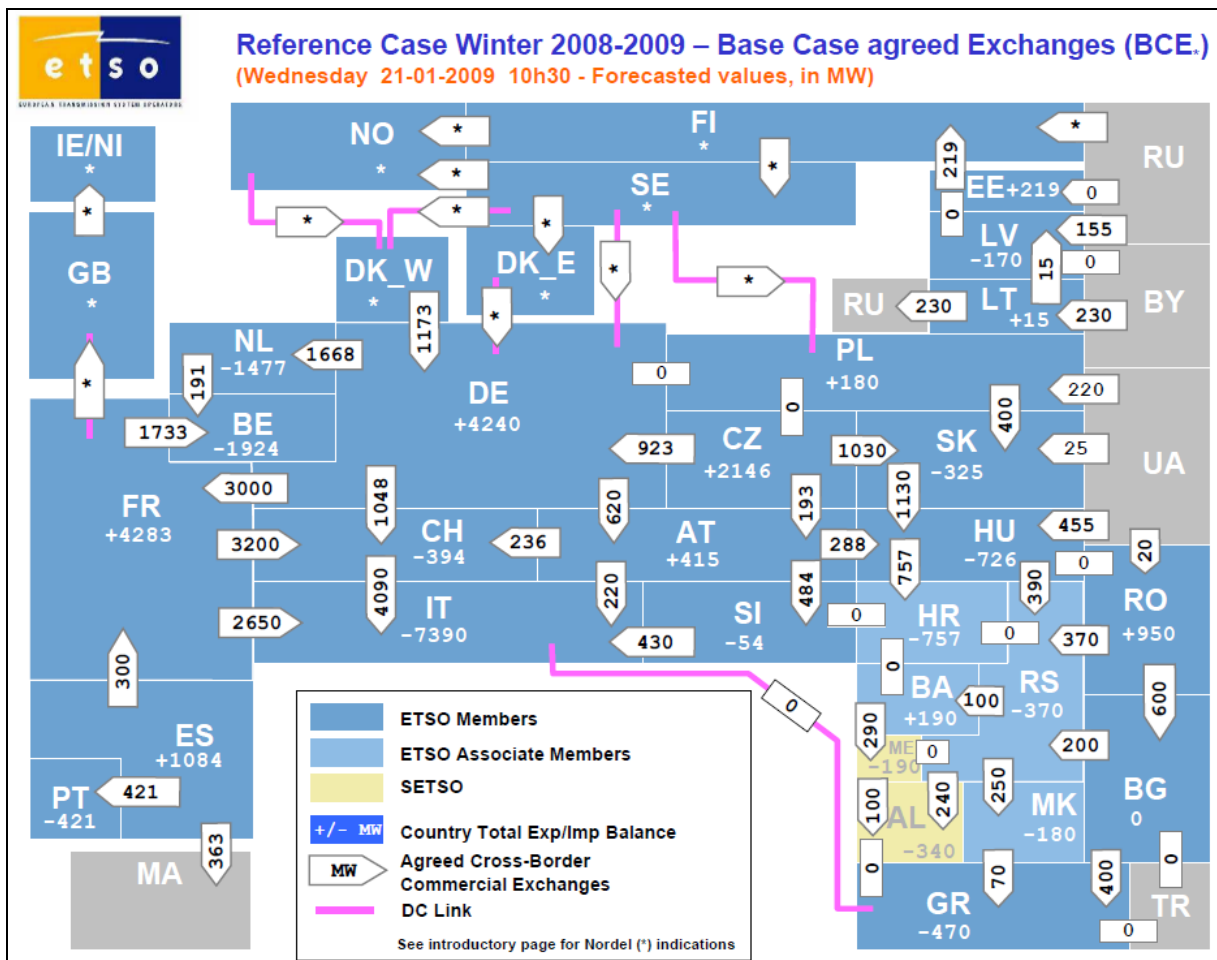 etso
EUROPEAN TRANSMISSION SYSTEM OPERATORS
Reference Case Winter 2008-2009 – Base Case agreed Exchanges (BCE*)
(Wednesday 21-01-2009 10h30 - Forecasted values, in MW)
IE/NI
*
*
GB
*
*
NO
*
*
*
FI
*
*
*
SE
*
*
*
*
*
*
DK_W
*
DK_E
*
*
1173
219
EE +219
0
0
LV
-170
155
0
15
LT
+15
230
230
RU
RU
BY
UA
NL
-1477
1668
191
BE
-1924
1733
DE
+4240
0
PL
+180
0
400
220
CZ
+2146
923
1030
SK
-325
25
FR
+4283
3000
3200
2650
1048
620
193
1130
CH
-394
236
AT
+415
288
HU
-726
455
0
20
4090
220
484
757
390
IT
-7390
430
SI
-54
0
HR
-757
0
370
RO
+950
300
0
0
BA
+190
100
RS
-370
600
ES
+1084
290
ME
-190
0
200
PT
-421
421
100
AL
-340
240
250
MK
-180
BG
0
363
MA
0
70
400
0
GR
-470
0
TR
ETSO Members
ETSO Associate Members
SETSO
+/- MW
Country Total Exp/Imp Balance
MW
Agreed Cross-Border
Commercial Exchanges
DC Link
See introductory page for Nordel (*) indications